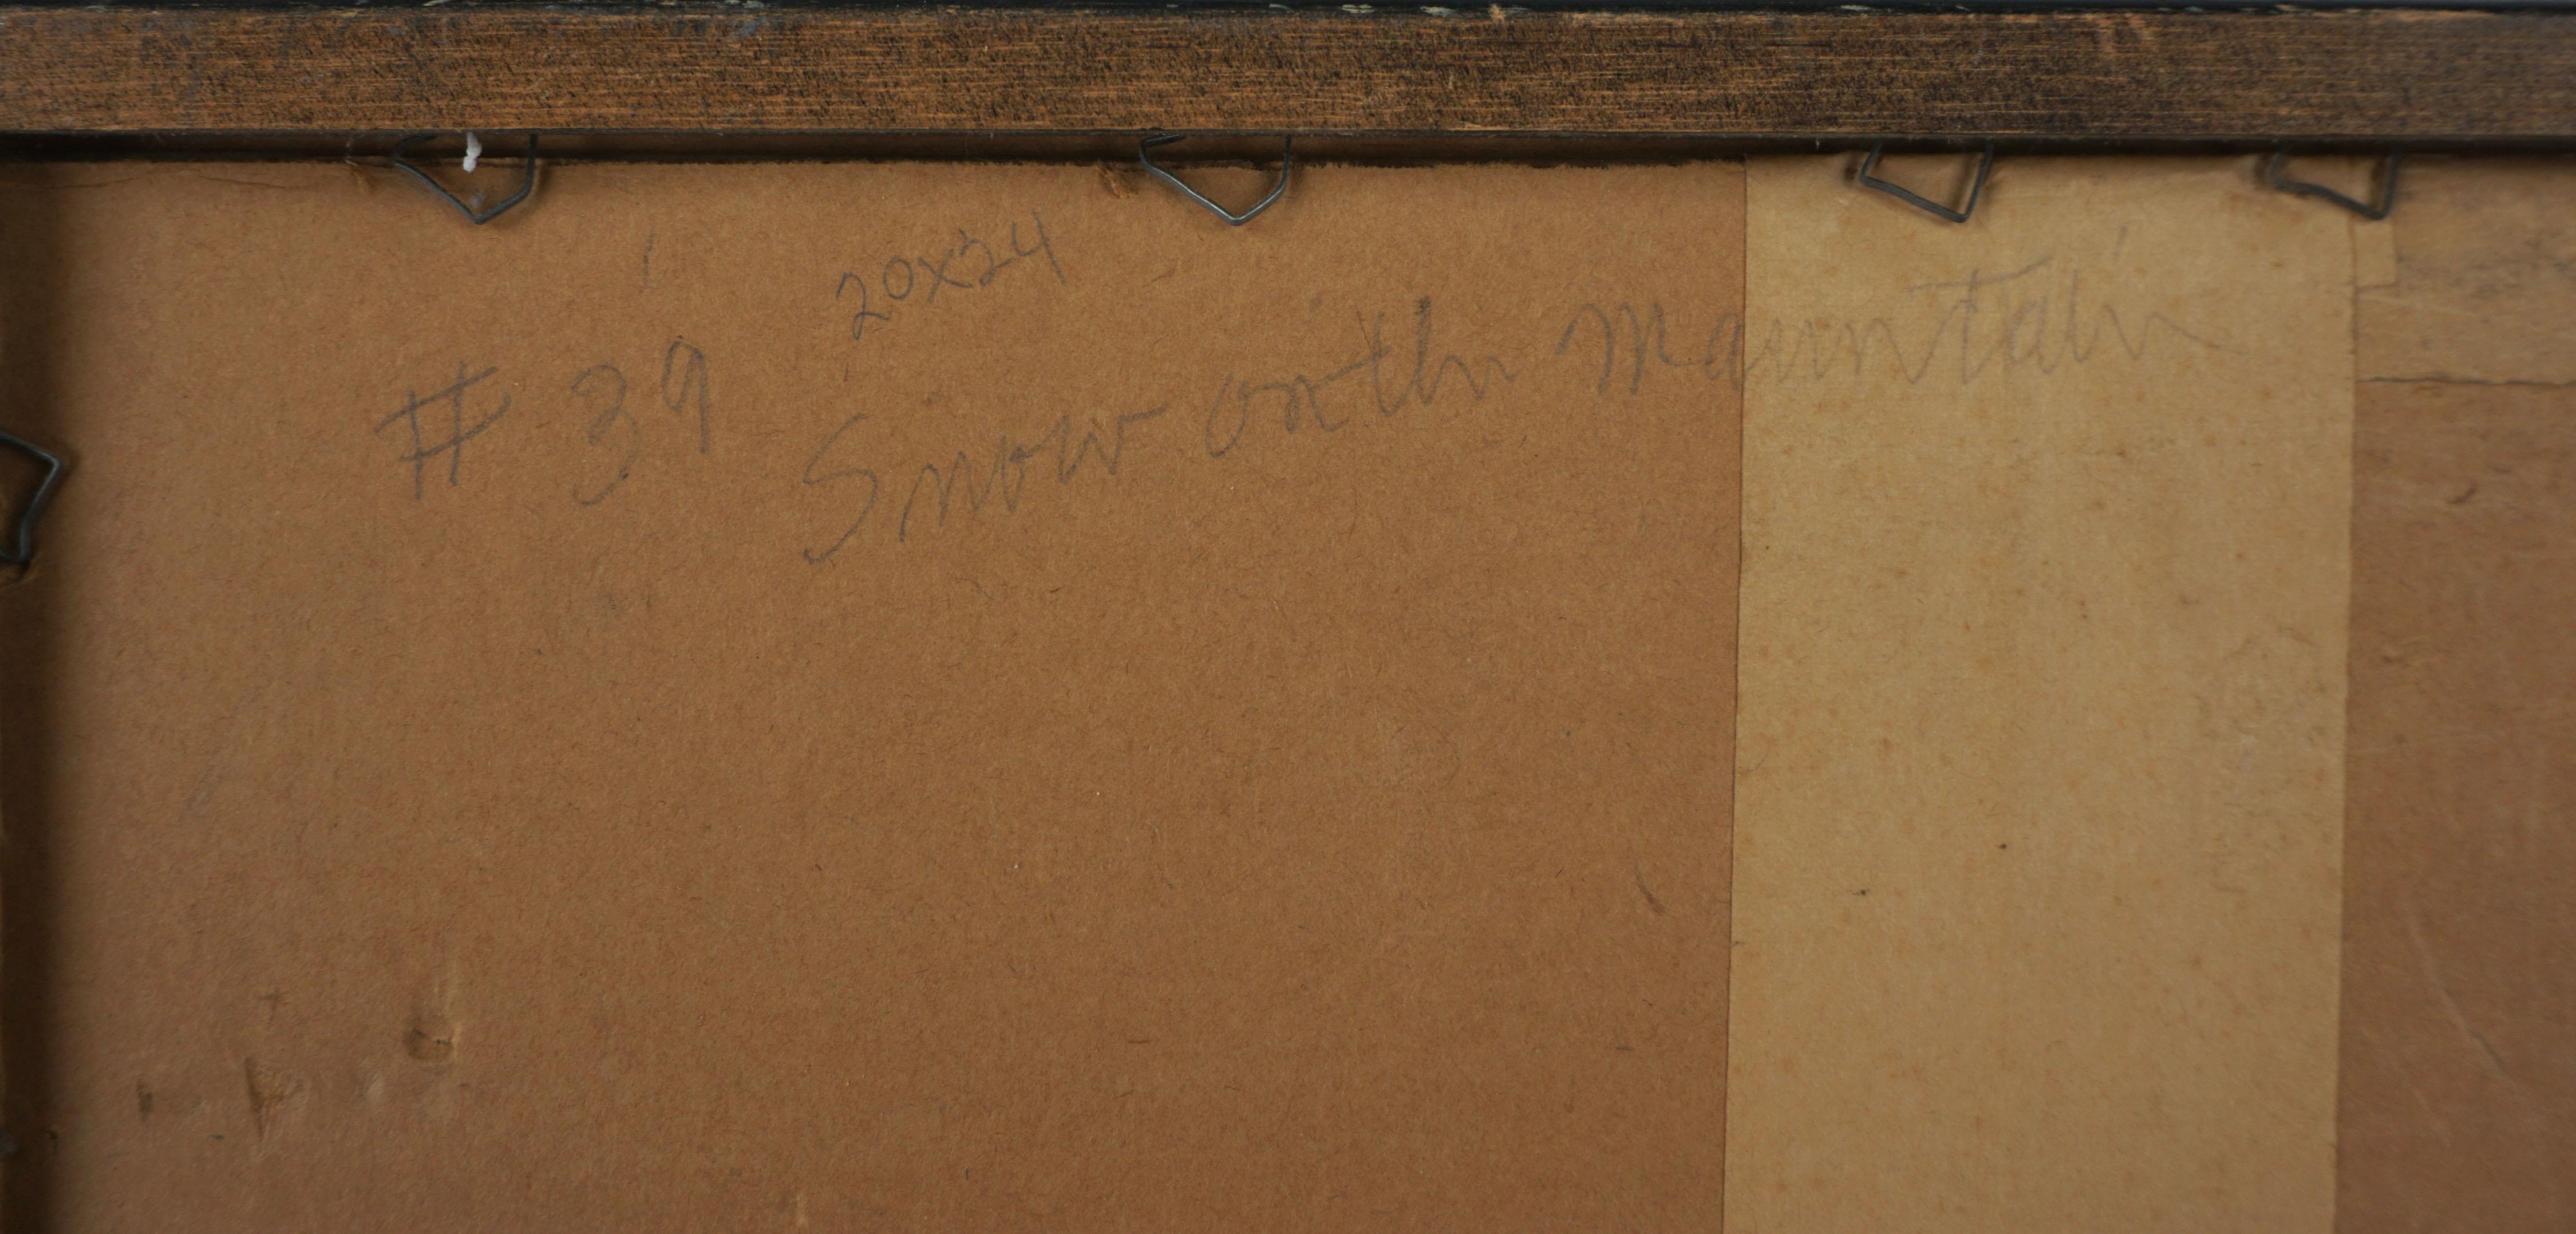 20x24
# 39 Snow on the Mountain